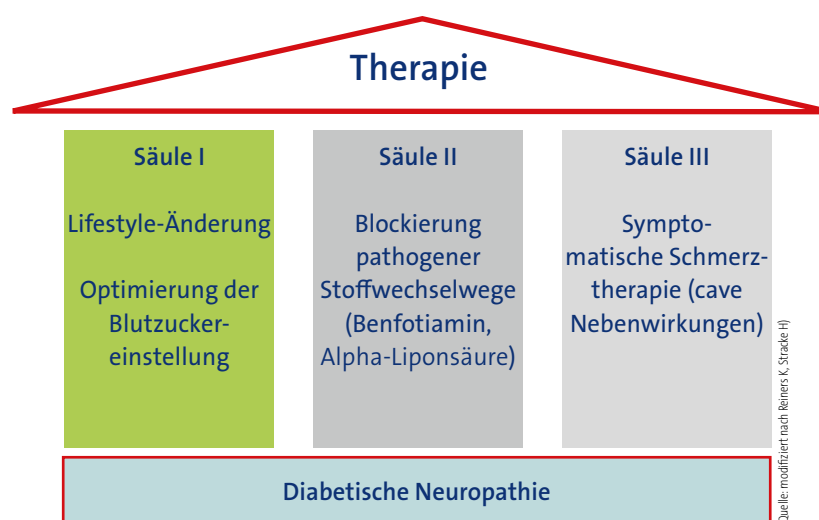 Therapie
Säule I
Lifestyle-Änderung
Optimierung der
Blutzucker-
einstellung
Säule II
Blockierung
pathogener
Stoffwechselwege
(Benfotiamin,
Alpha-Liponsäure)
Säule III
Sympto-
matische Schmerz-
therapie (cave
Nebenwirkungen)
Quelle: modifiziert nach Reiners K, Stracke H)
Diabetische Neuropathie